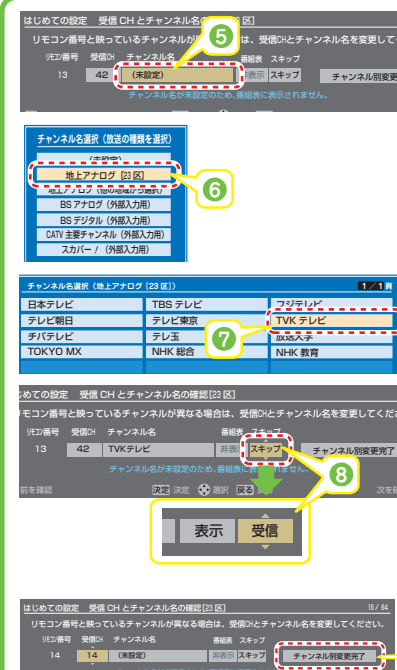 はじめての設定 受信 CH とチャンネル名の 区]
リモコン番号と映っているチャンネルが は、受信CHとチャンネル名を変更して
ﾘﾓｺﾝ番号 受信CH チャンネル名 番組表 スキップ
13 42 (未設定) 非表示 スキップ チャンネル別変更
チャンネル名が未設定のため、番組表に表示されません。
5
チャンネル名選択(放送の種類を選択)
(未設定)
地上アナログ [23 区]
6
地上アナログ (他の地域から選択)
BS アナログ (外部入力用)
BS デジタル (外部入力用)
CATV 主要チャンネル (外部入力用)
スカパー! (外部入力用)
チャンネル名選択(地上アナログ [23 区]) 1/1頁
日本テレビ TBS テレビ フジテレビ
テレビ朝日 テレビ東京 TVK テレビ
7
チバテレビ テレ玉 放送大学
TOKYO MX NHK 総合 NHK 教育
めての設定 受信 CH とチャンネル名の確認[23 区]
モコン番号と映っているチャンネルが異なる場合は、受信CHとチャンネル名を変更してくださ
ﾘﾓｺﾝ番号 受信CH チャンネル名 番組表 スキップ
13 42 TVKテレビ 非表示 スキップ チャンネル別変更完了
チャンネル名が未設定のため、番組表に表示されません。
8
前を確認 決定 決定 選択 戻る 次を確
表示 受信
はじめての設定 受信 CH とチャンネル名の確認[23 区] 15/ 64
リモコン番号と映っているチャンネルが異なる場合は、受信CHとチャンネル名を変更してください。
ﾘﾓｺﾝ番号 受信CH チャンネル名 番組表 スキップ
14 14 (未設定) 非表示 スキップ チャンネル別変更完了